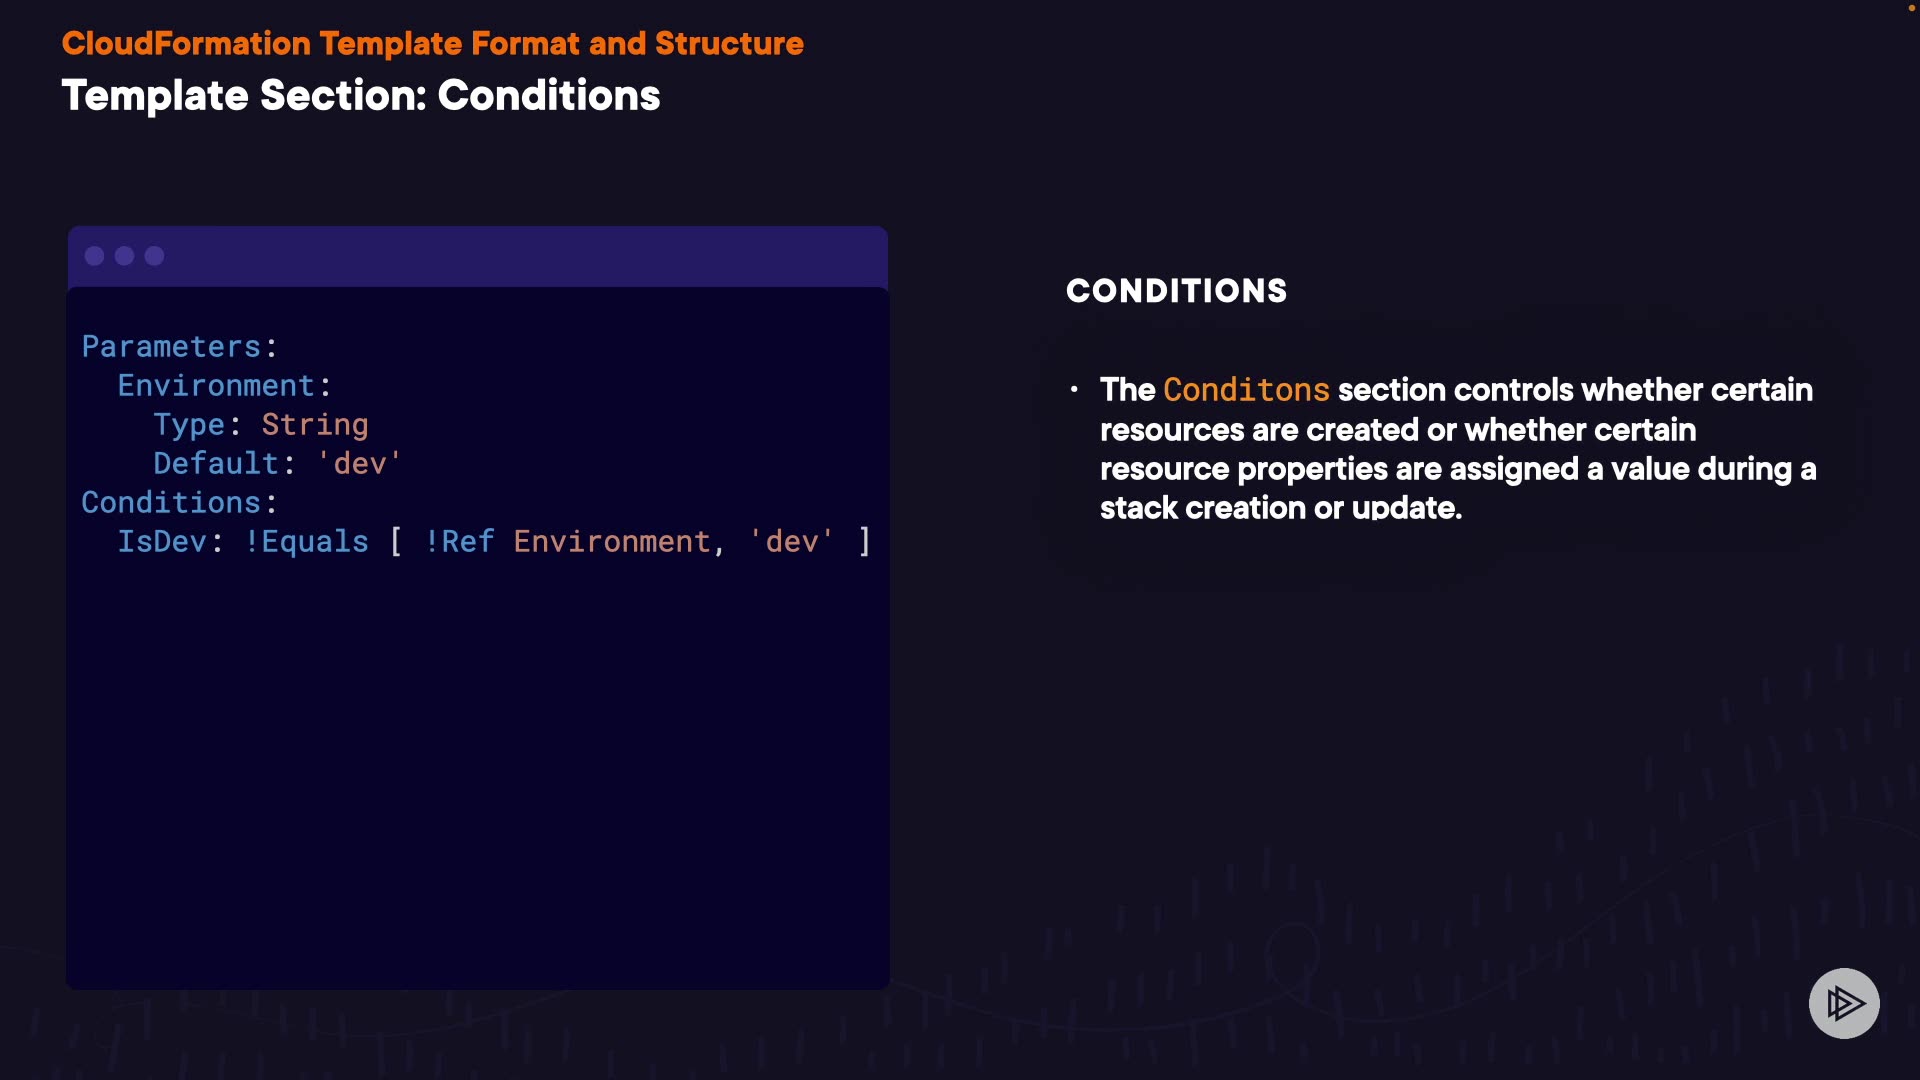 CloudFormation Template Format and Structure
Template Section: Conditions
Parameters:
  Environment:
    Type: String
    Default: 'dev'
Conditions:
  IsDev: !Equals [ !Ref Environment, 'dev' ]
CONDITIONS
· The Conditons section controls whether certain
resources are created or whether certain
resource properties are assigned a value during a
stack creation or update.